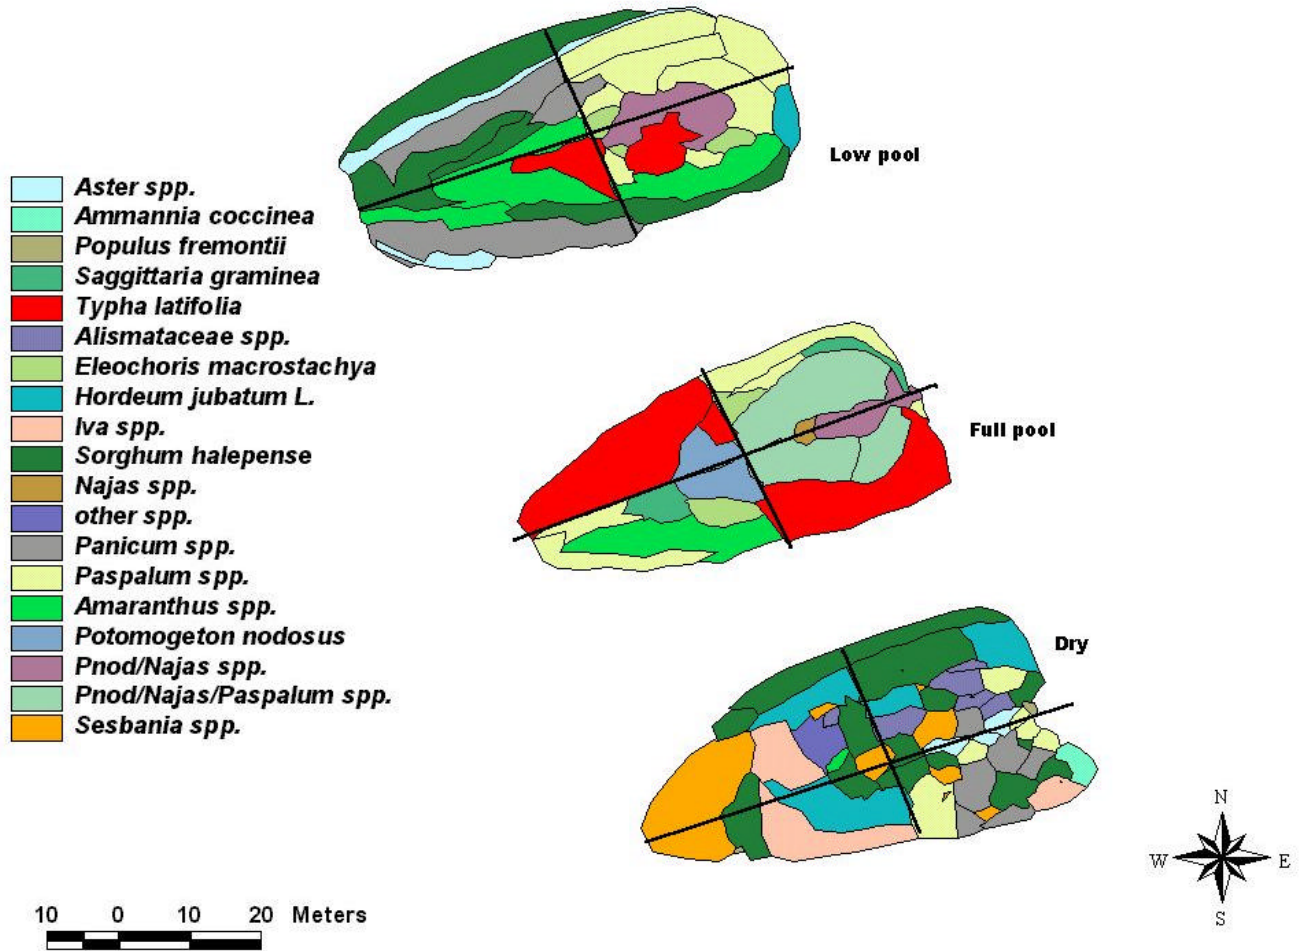 Low pool
Aster spp.
Ammannia coccinea
Populus fremontii
Saggittaria graminea
Typha latifolia
Alismataceae spp.
Eleochoris macrostachya
Hordeum jubatum L.
Iva spp.
Sorghum halepense
Najas spp.
other spp.
Panicum spp.
Paspalum spp.
Amaranthus spp.
Potomogeton nodosus
Pnod/Najas spp.
Pnod/Najas/Paspalum spp.
Sesbania spp.
Full pool
Dry
N
W E
S
10 0 10 20 Meters